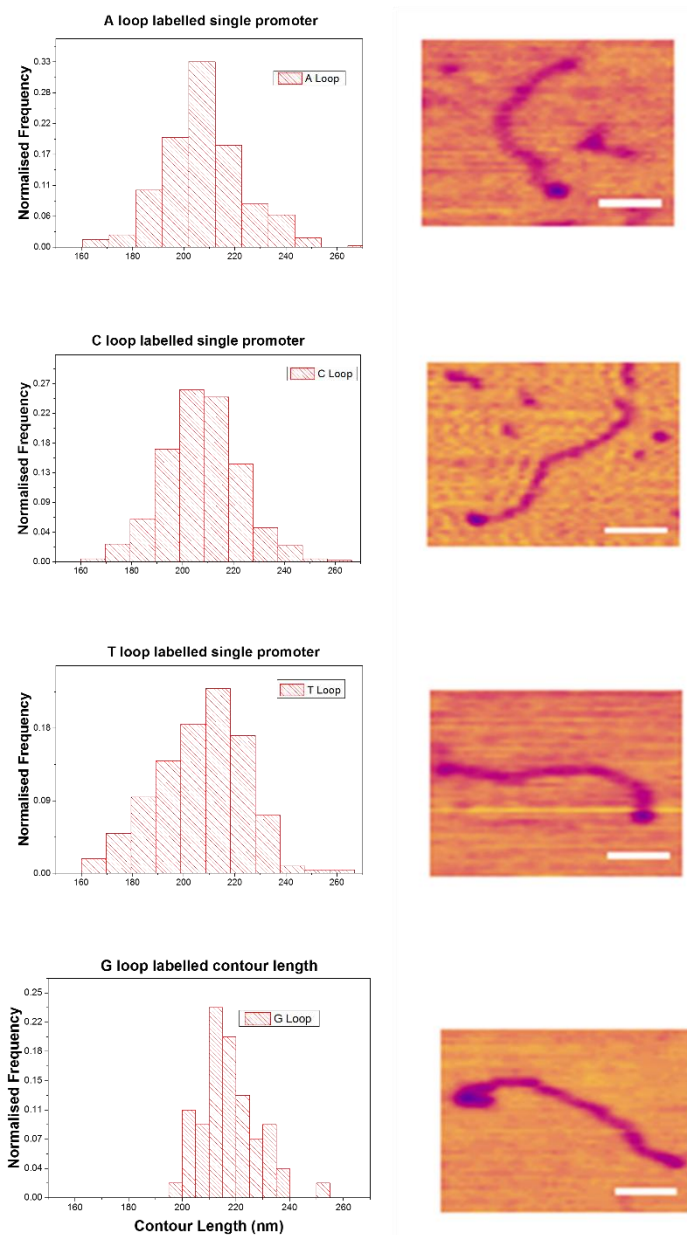 A loop labelled single promoter
Normalised Frequency
0.33
0.28
0.22
0.17
0.11
0.06
0.00
A Loop
160 180 200 220 240 260
C loop labelled single promoter
Normalised Frequency
0.27
0.22
0.18
0.13
0.09
0.04
0.00
C Loop
160 180 200 220 240 260
T loop labelled single promoter
Normalised Frequency
0.18
0.09
0.00
T Loop
160 180 200 220 240 260
G loop labelled contour length
Normalised Frequency
0.25
0.22
0.18
0.15
0.11
0.07
0.04
0.00
G Loop
160 180 200 220 240 260
Contour Length (nm)